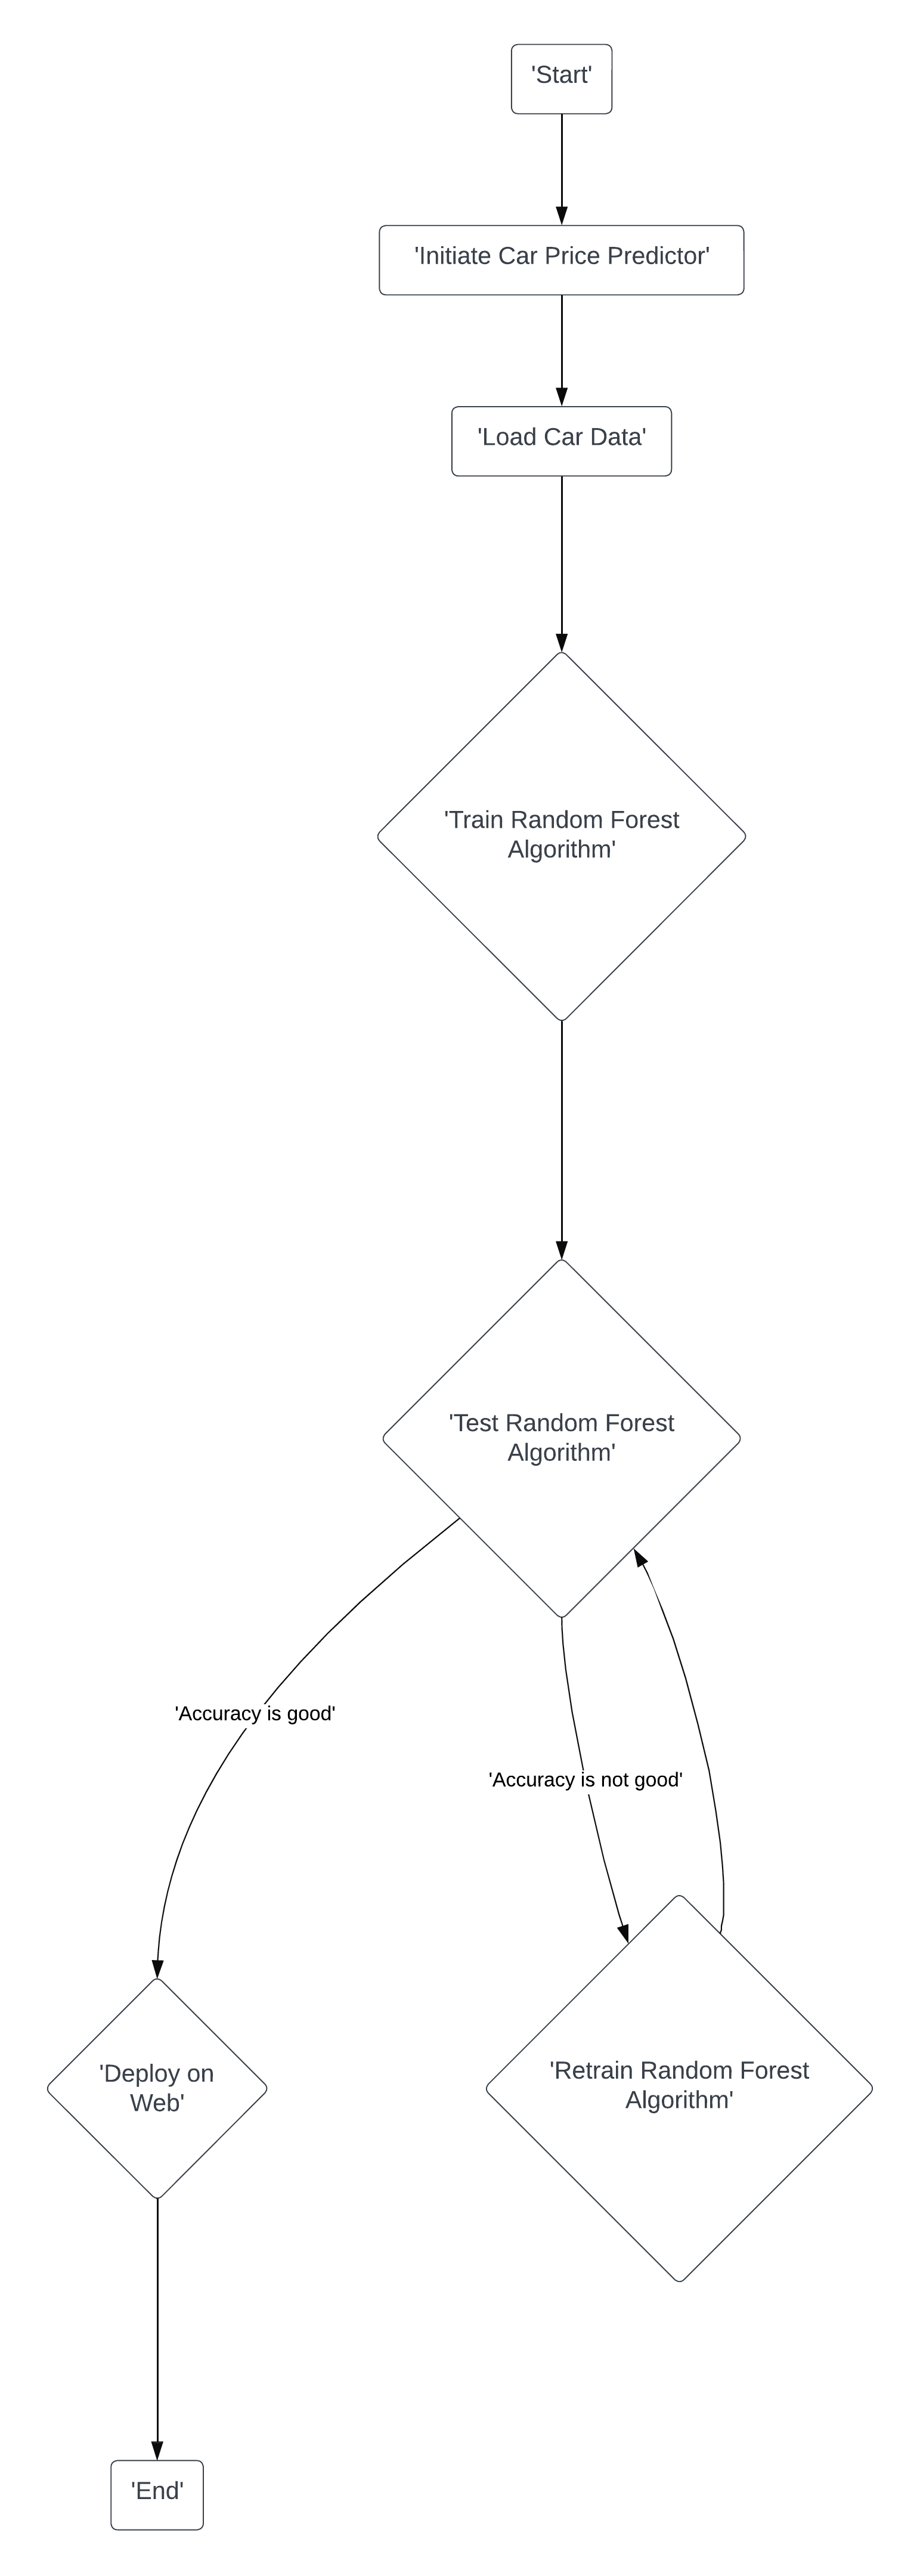 'Start'
'Initiate Car Price Predictor'
'Load Car Data'
'Train Random Forest
Algorithm'
'Test Random Forest
Algorithm'
'Accuracy is good'
'Accuracy is not good'
'Deploy on
Web'
'Retrain Random Forest
Algorithm'
'End'